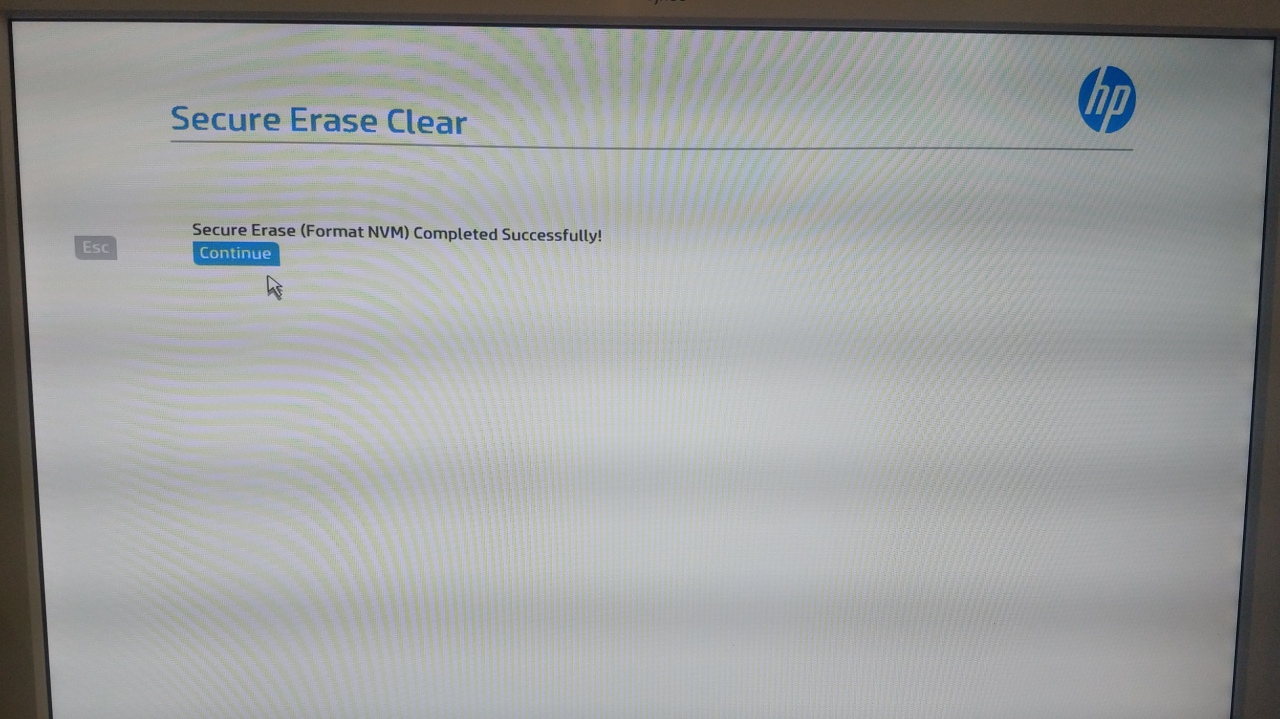 hp
Secure Erase Clear
Secure Erase (Format NVM) Completed Successfully!
Esc
Continue